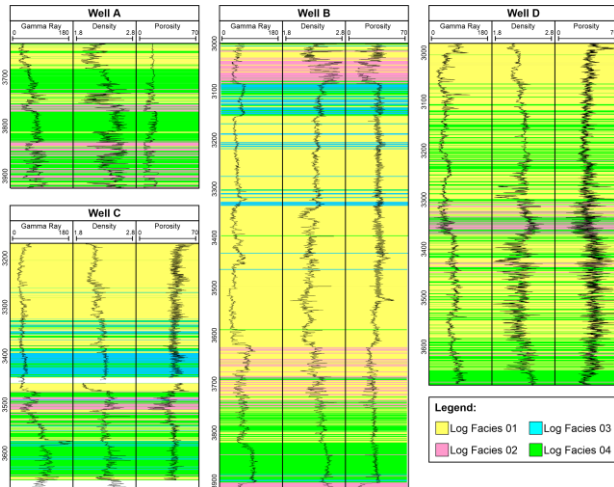 Well A
Gamma Ray Density Porosity
0 180 1.8 2.8 0 70
3700
3800
3900
Well C
Gamma Ray Density Porosity
0 180 1.8 2.8 0 70
3200
3300
3400
3500
3600
Well B
Gamma Ray Density Porosity
0 180 1.8 2.8 0 70
3000
3100
3200
3300
3400
3500
3600
3700
3800
3900
Well D
Gamma Ray Density Porosity
0 180 1.8 2.8 0 70
3000
3100
3200
3300
3400
3500
3600
Legend:
Log Facies 01 Log Facies 03
Log Facies 02 Log Facies 04